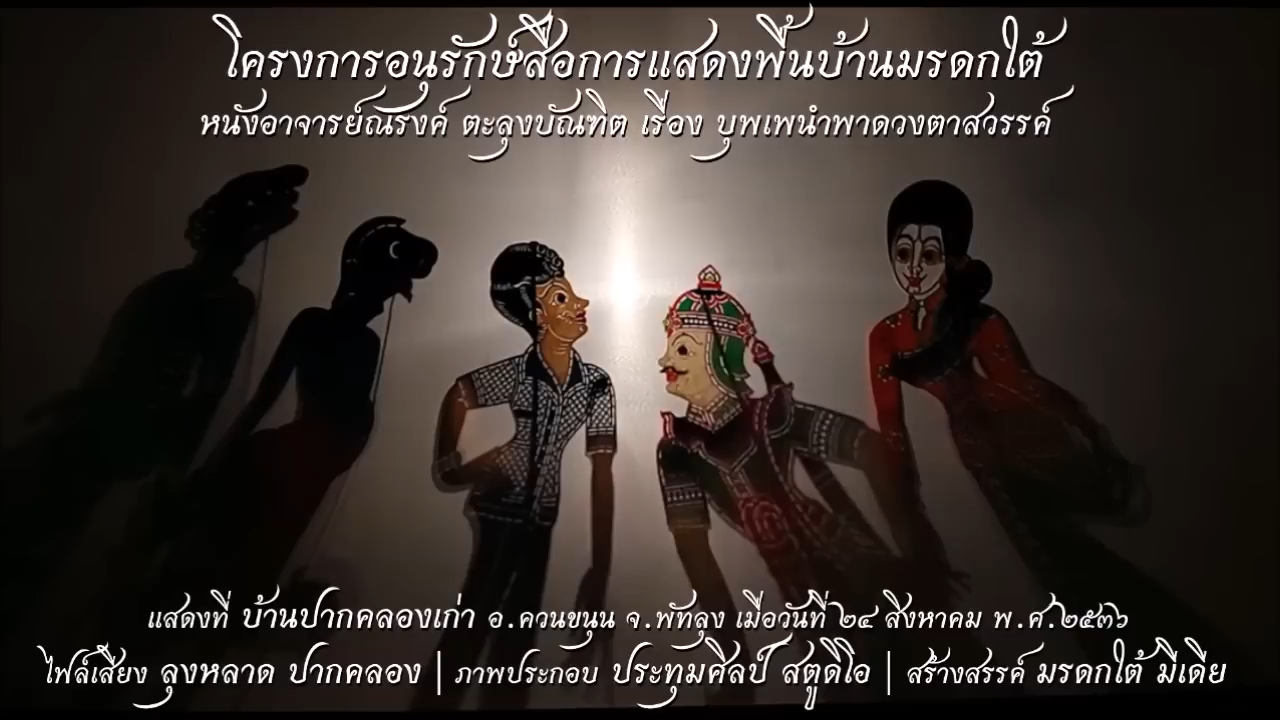 โครงการอนุรักษ์สื่อการแสดงพื้นบ้านมรดกใต้
หนังอาจารย์ณรงค์ ตะลุงบัณฑิต เรื่อง บุพเพนำพาดวงตาสวรรค์
แสดงที่ บ้านปากคลองเก่า อ.ควนขนุน จ.พัทลุง เมื่อวันที่ ๒๔ สิงหาคม พ.ศ.๒๕๓๖
ไฟล์เสียง ลุงหลาด ปากคลอง | ภาพประกอบ ประทุมศิลป์ สตูดิโอ | สร้างสรรค์ มรดกใต้ มีเดีย